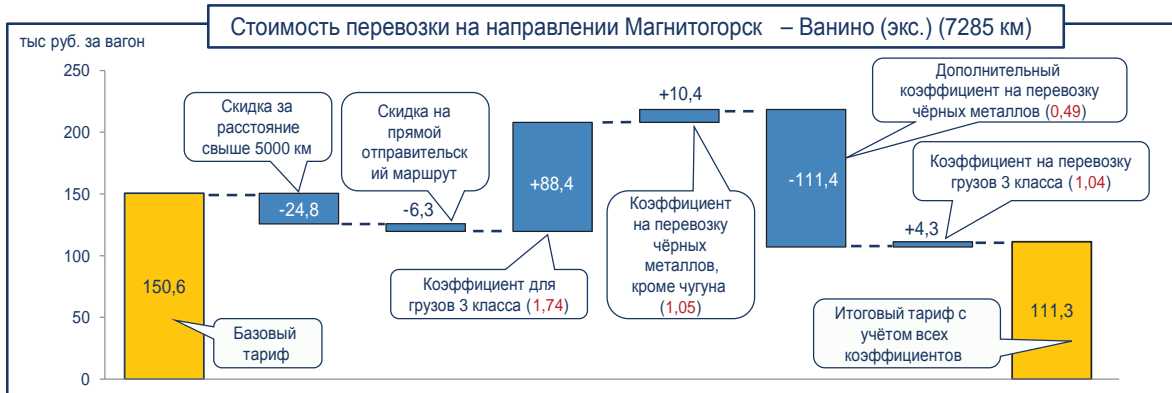 Стоимость перевозки на направлении Магнитогорск – Ванино (экс.) (7285 км)
тыс руб. за вагон
250
200
150
100
50
0
150,6
Базовый
тариф
Скидка за
расстояние
свыше 5000 км
-24,8
Скидка на
прямой
отправительск
ий маршрут
-6,3
+88,4
Коэффициент для
грузов 3 класса (1,74)
+10,4
Коэффициент
на перевозку
чёрных
металлов,
кроме чугуна
(1,05)
-111,4
Дополнительный
коэффициент на перевозку
чёрных металлов (0,49)
Коэффициент на перевозку
грузов 3 класса (1,04)
+4,3
Итоговый тариф с
учётом всех
коэффициентов
111,3